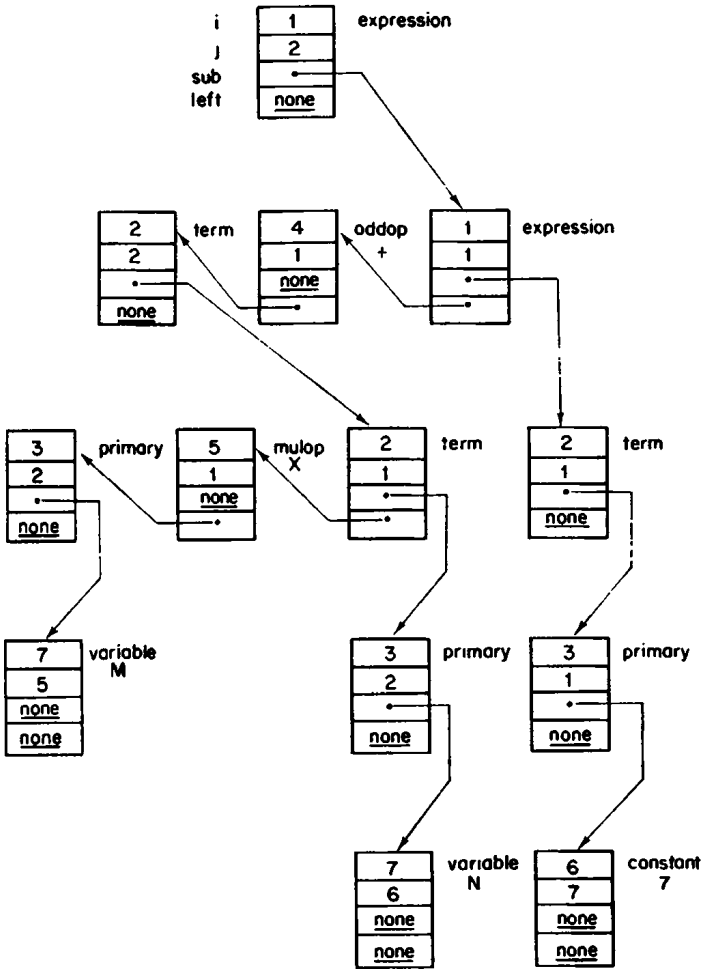 i 1 expression
j 2
sub
left none
2 term 4 oddop 1 expression
2 1 + 1
none
none
3 primary 5 mulop 2 term 2 term
2 1 X 1 1
none
none none
7 variable 3 primary 3 primary
5 M 2 1
none
none none none
7 variable 6 constant
6 N 7 7
none none
none none